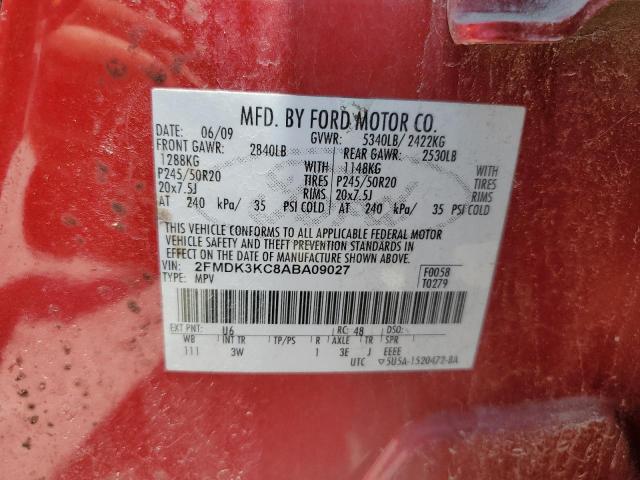 MFD. BY FORD MOTOR CO.
DATE: 06/09 GVWR: 5340LB/ 2422KG
FRONT GAWR: 2840LB REAR GAWR: 2530LB
1288KG WITH 1148KG WITH
P245/50R20 TIRES P245/50R20 TIRES
20x7.5J RIMS 20x7.5J RIMS
AT 240 kPa/ 35 PSI COLD AT 240 kPa/ 35 PSI COLD
THIS VEHICLE CONFORMS TO ALL APPLICABLE FEDERAL MOTOR
VEHICLE SAFETY AND THEFT PREVENTION STANDARDS IN
EFFECT ON THE DATE OF MANUFACTURE SHOWN ABOVE.
VIN: 2FMDK3KC8ABA09027 F0058
TYPE: MPV T0279
EXT PNT: U6 RC: 48 DSO:
WB INT TR TP/PS R AXLE TR SPR
111 3W 1 3E J EEEE
UTC ▽5U5A-1520472-BA